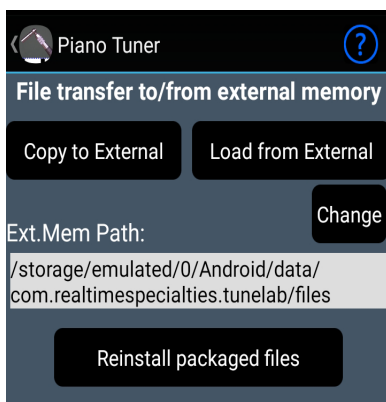 Piano Tuner
?
File transfer to/from external memory
Copy to External
Load from External
Change
Ext.Mem Path:
/storage/emulated/0/Android/data/
com.realtimespecialties.tunelab/files
Reinstall packaged files